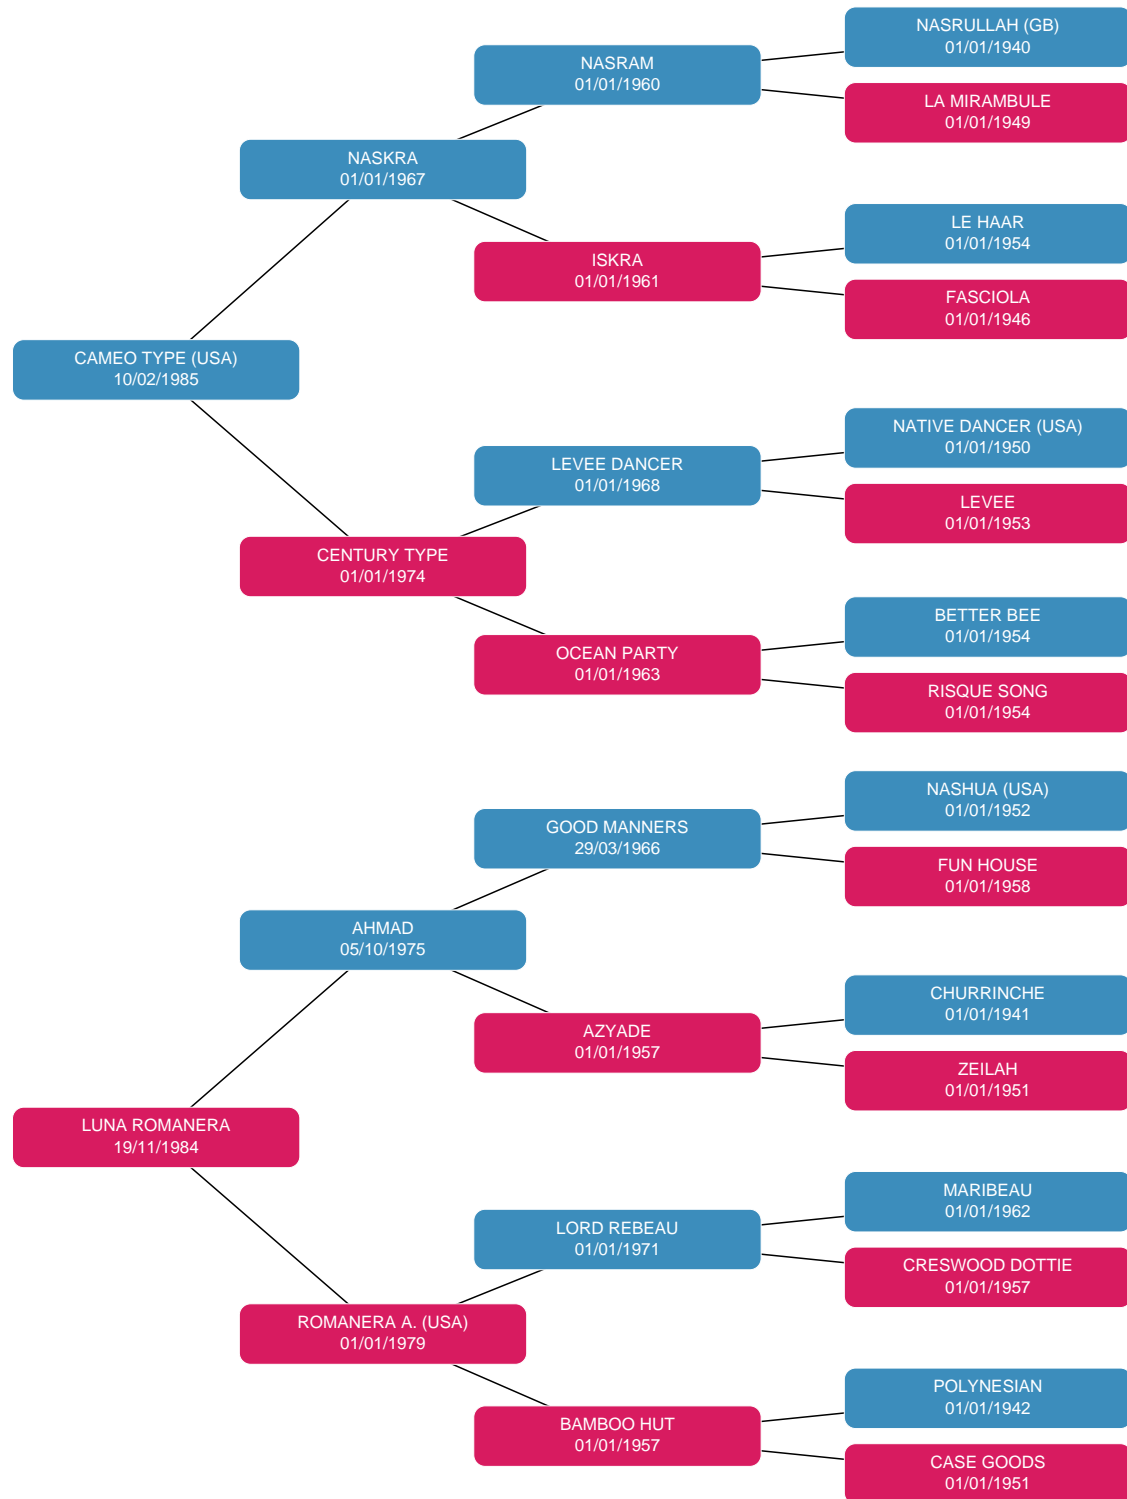 NASRULLAH (GB)
01/01/1940
NASRAM
01/01/1960
LA MIRAMBULE
01/01/1949
NASKRA
01/01/1967
LE HAAR
01/01/1954
ISKRA
01/01/1961
FASCIOLA
01/01/1946
CAMEO TYPE (USA)
10/02/1985
NATIVE DANCER (USA)
01/01/1950
LEVEE DANCER
01/01/1968
LEVEE
01/01/1953
CENTURY TYPE
01/01/1974
BETTER BEE
01/01/1954
OCEAN PARTY
01/01/1963
RISQUE SONG
01/01/1954
NASHUA (USA)
01/01/1952
GOOD MANNERS
29/03/1966
FUN HOUSE
01/01/1958
AHMAD
05/10/1975
CHURRINCHE
01/01/1941
AZYADE
01/01/1957
ZEILAH
01/01/1951
LUNA ROMANERA
19/11/1984
MARIBEAU
01/01/1962
LORD REBEAU
01/01/1971
CRESWOOD DOTTIE
01/01/1957
ROMANERA A. (USA)
01/01/1979
POLYNESIAN
01/01/1942
BAMBOO HUT
01/01/1957
CASE GOODS
01/01/1951